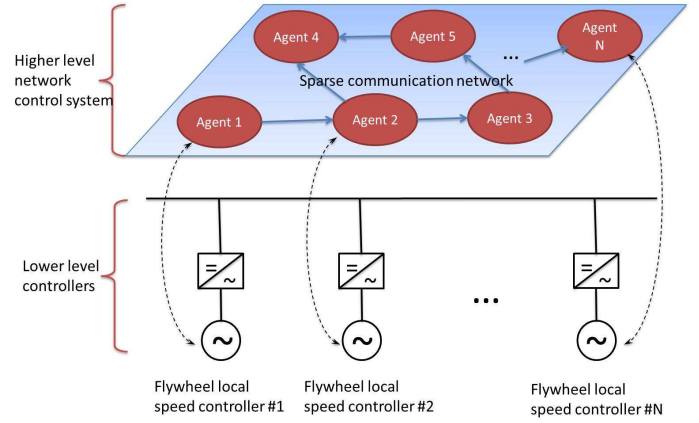 Higher level
network
control system
Agent 4
Agent 5
...
Agent
N
Sparse communication network
Agent 1
Agent 2
Agent 3
Lower level
controllers
=
~
=
~
=
~
...
~
~
~
Flywheel local
speed controller #1
Flywheel local
speed controller #2
Flywheel local
speed controller #N